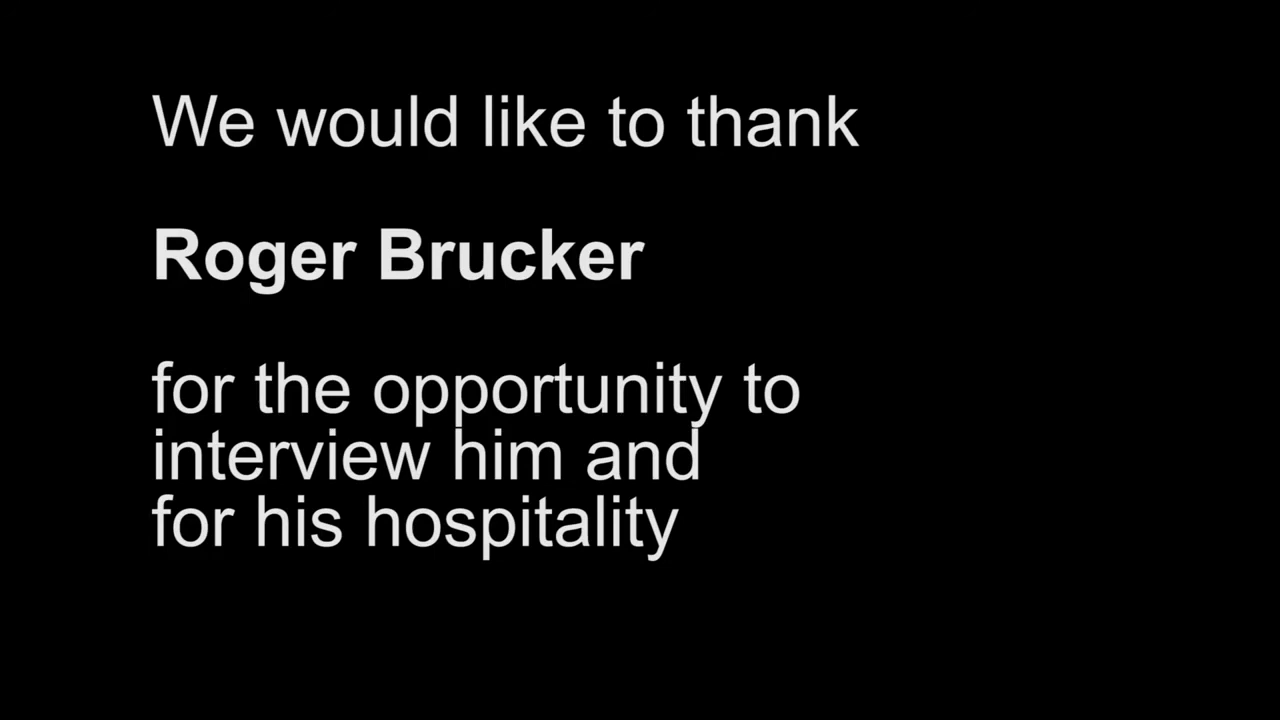 We would like to thank
Roger Brucker
for the opportunity to
interview him and
for his hospitality